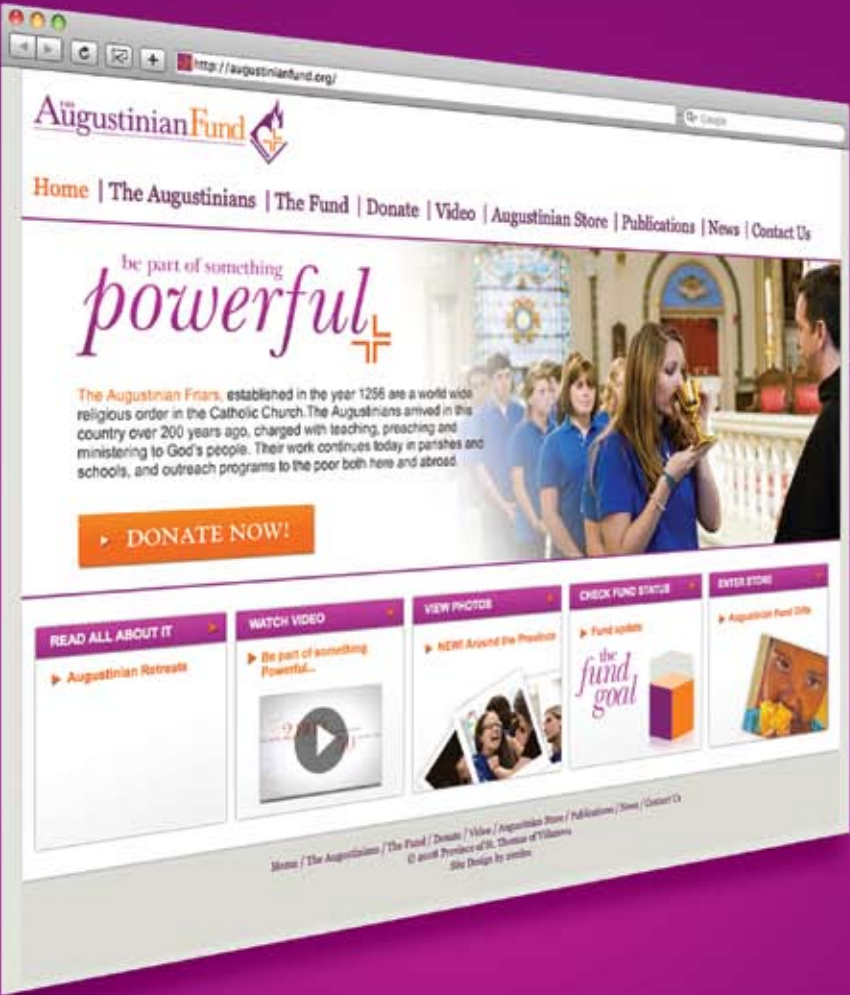 http://augustinianfund.org/
Google
THE
Augustinian Fund
Home | The Augustinians | The Fund | Donate | Video | Augustinian Store | Publications | News | Contact Us
be part of something
powerful
The Augustinian Friars, established in the year 1256 are a world wide
religious order in the Catholic Church. The Augustinians arrived in this
country over 200 years ago, charged with teaching, preaching and
ministering to God's people. Their work continues today in parishes and
schools, and outreach programs to the poor both here and abroad.
DONATE NOW!
READ ALL ABOUT IT
Augustinian Retreats
WATCH VIDEO
Be part of something
Powerful...
VIEW PHOTOS
NEW! Around the Province
CHECK FUND STATUS
Fund update
the
fund
goal
ENTER STORE
Augustinian Fund Gifts
Home / The Augustinians / The Fund / Donate / Video / Augustinian Store / Publications / News / Contact Us
© 2008 Province of St. Thomas of Villanova
Site Design by